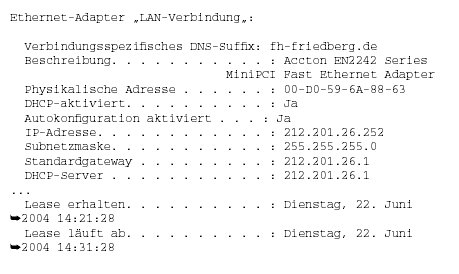 Ethernet-Adapter „LAN-Verbindung“:
Verbindungsspezifisches DNS-Suffix: fh-friedberg.de
Beschreibung. . . . . . . . . . . : Accton EN2242 Series
MiniPCI Fast Ethernet Adapter
Physikalische Adresse . . . . . . : 00-D0-59-6A-88-63
DHCP-aktiviert. . . . . . . . . . : Ja
Autokonfiguration aktiviert . . . : Ja
IP-Adresse. . . . . . . . . . . . : 212.201.26.252
Subnetzmaske. . . . . . . . . . . : 255.255.255.0
Standardgateway . . . . . . . . . : 212.201.26.1
DHCP-Server . . . . . . . . . . . : 212.201.26.1
...
Lease erhalten. . . . . . . . . . : Dienstag, 22. Juni
➥2004 14:21:28
Lease läuft ab. . . . . . . . . . : Dienstag, 22. Juni
➥2004 14:31:28